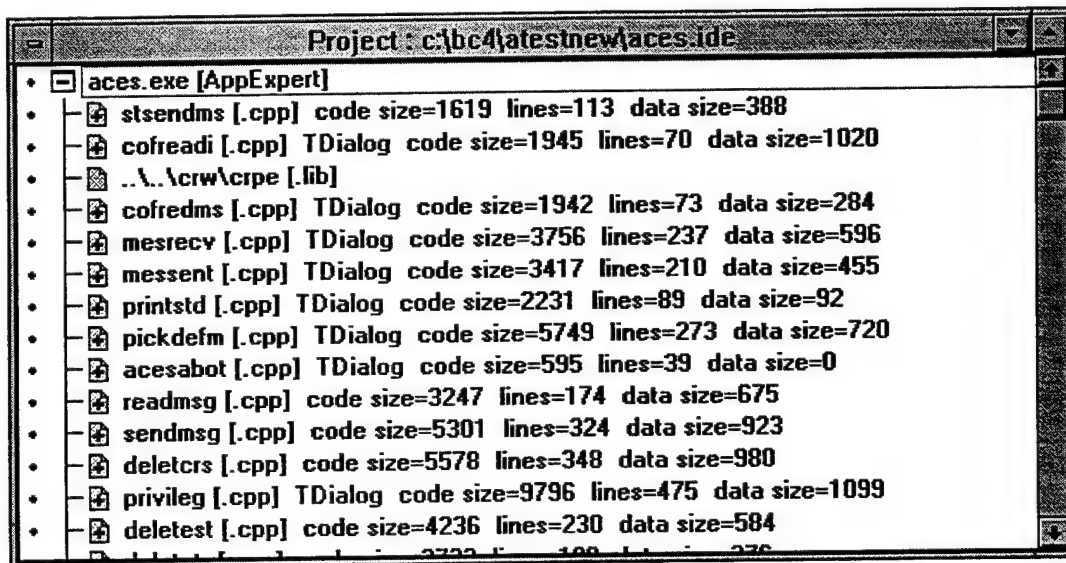 Project : c:\bc4\atestnew\aces.ide
aces.exe [AppExpert]
stsendms [.cpp] code size=1619 lines=113 data size=388
cofreadi [.cpp] TDialog code size=1945 lines=70 data size=1020
..\..\crw\crpe [.lib]
cofredms [.cpp] TDialog code size=1942 lines=73 data size=284
mesrecv [.cpp] TDialog code size=3756 lines=237 data size=596
messent [.cpp] TDialog code size=3417 lines=210 data size=455
printstd [.cpp] TDialog code size=2231 lines=89 data size=92
pickdefm [.cpp] TDialog code size=5749 lines=273 data size=720
acesabot [.cpp] TDialog code size=595 lines=39 data size=0
readmsg [.cpp] code size=3247 lines=174 data size=675
sendmsg [.cpp] code size=5301 lines=324 data size=923
deletcrs [.cpp] code size=5578 lines=348 data size=980
privileg [.cpp] TDialog code size=9796 lines=475 data size=1099
deletest [.cpp] code size=4236 lines=230 data size=584